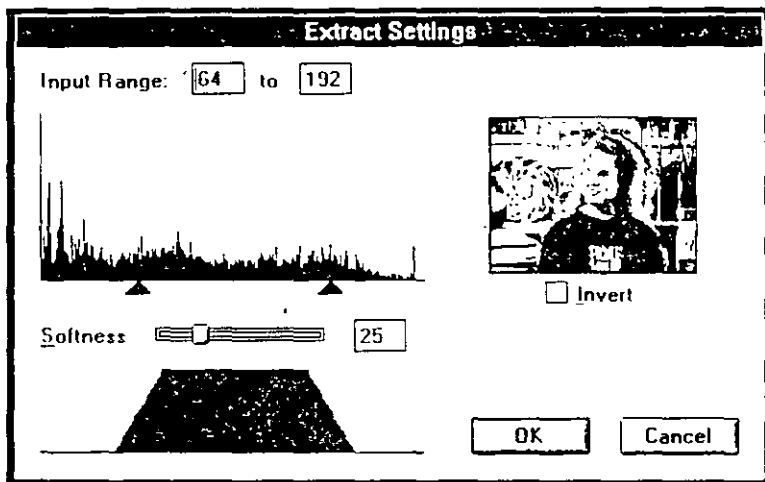 Extract Settings
Input Range: 64 to 192
Invert
Softness 25
OK Cancel